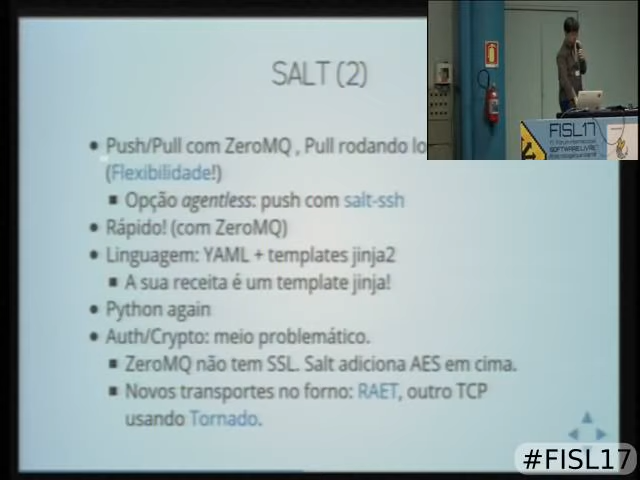 SALT (2)
Push/Pull com ZeroMQ , Pull rodando lo
(Flexibilidade!)
Opção agentless: push com salt-ssh
Rápido! (com ZeroMQ)
Linguagem: YAML + templates jinja2
A sua receita é um template jinja!
Python again
Auth/Crypto: meio problemático.
ZeroMQ não tem SSL. Salt adiciona AES em cima.
Novos transportes no forno: RAET, outro TCP
usando Tornado.
FISL17
SOFTWARE LIVRE
#FISL17